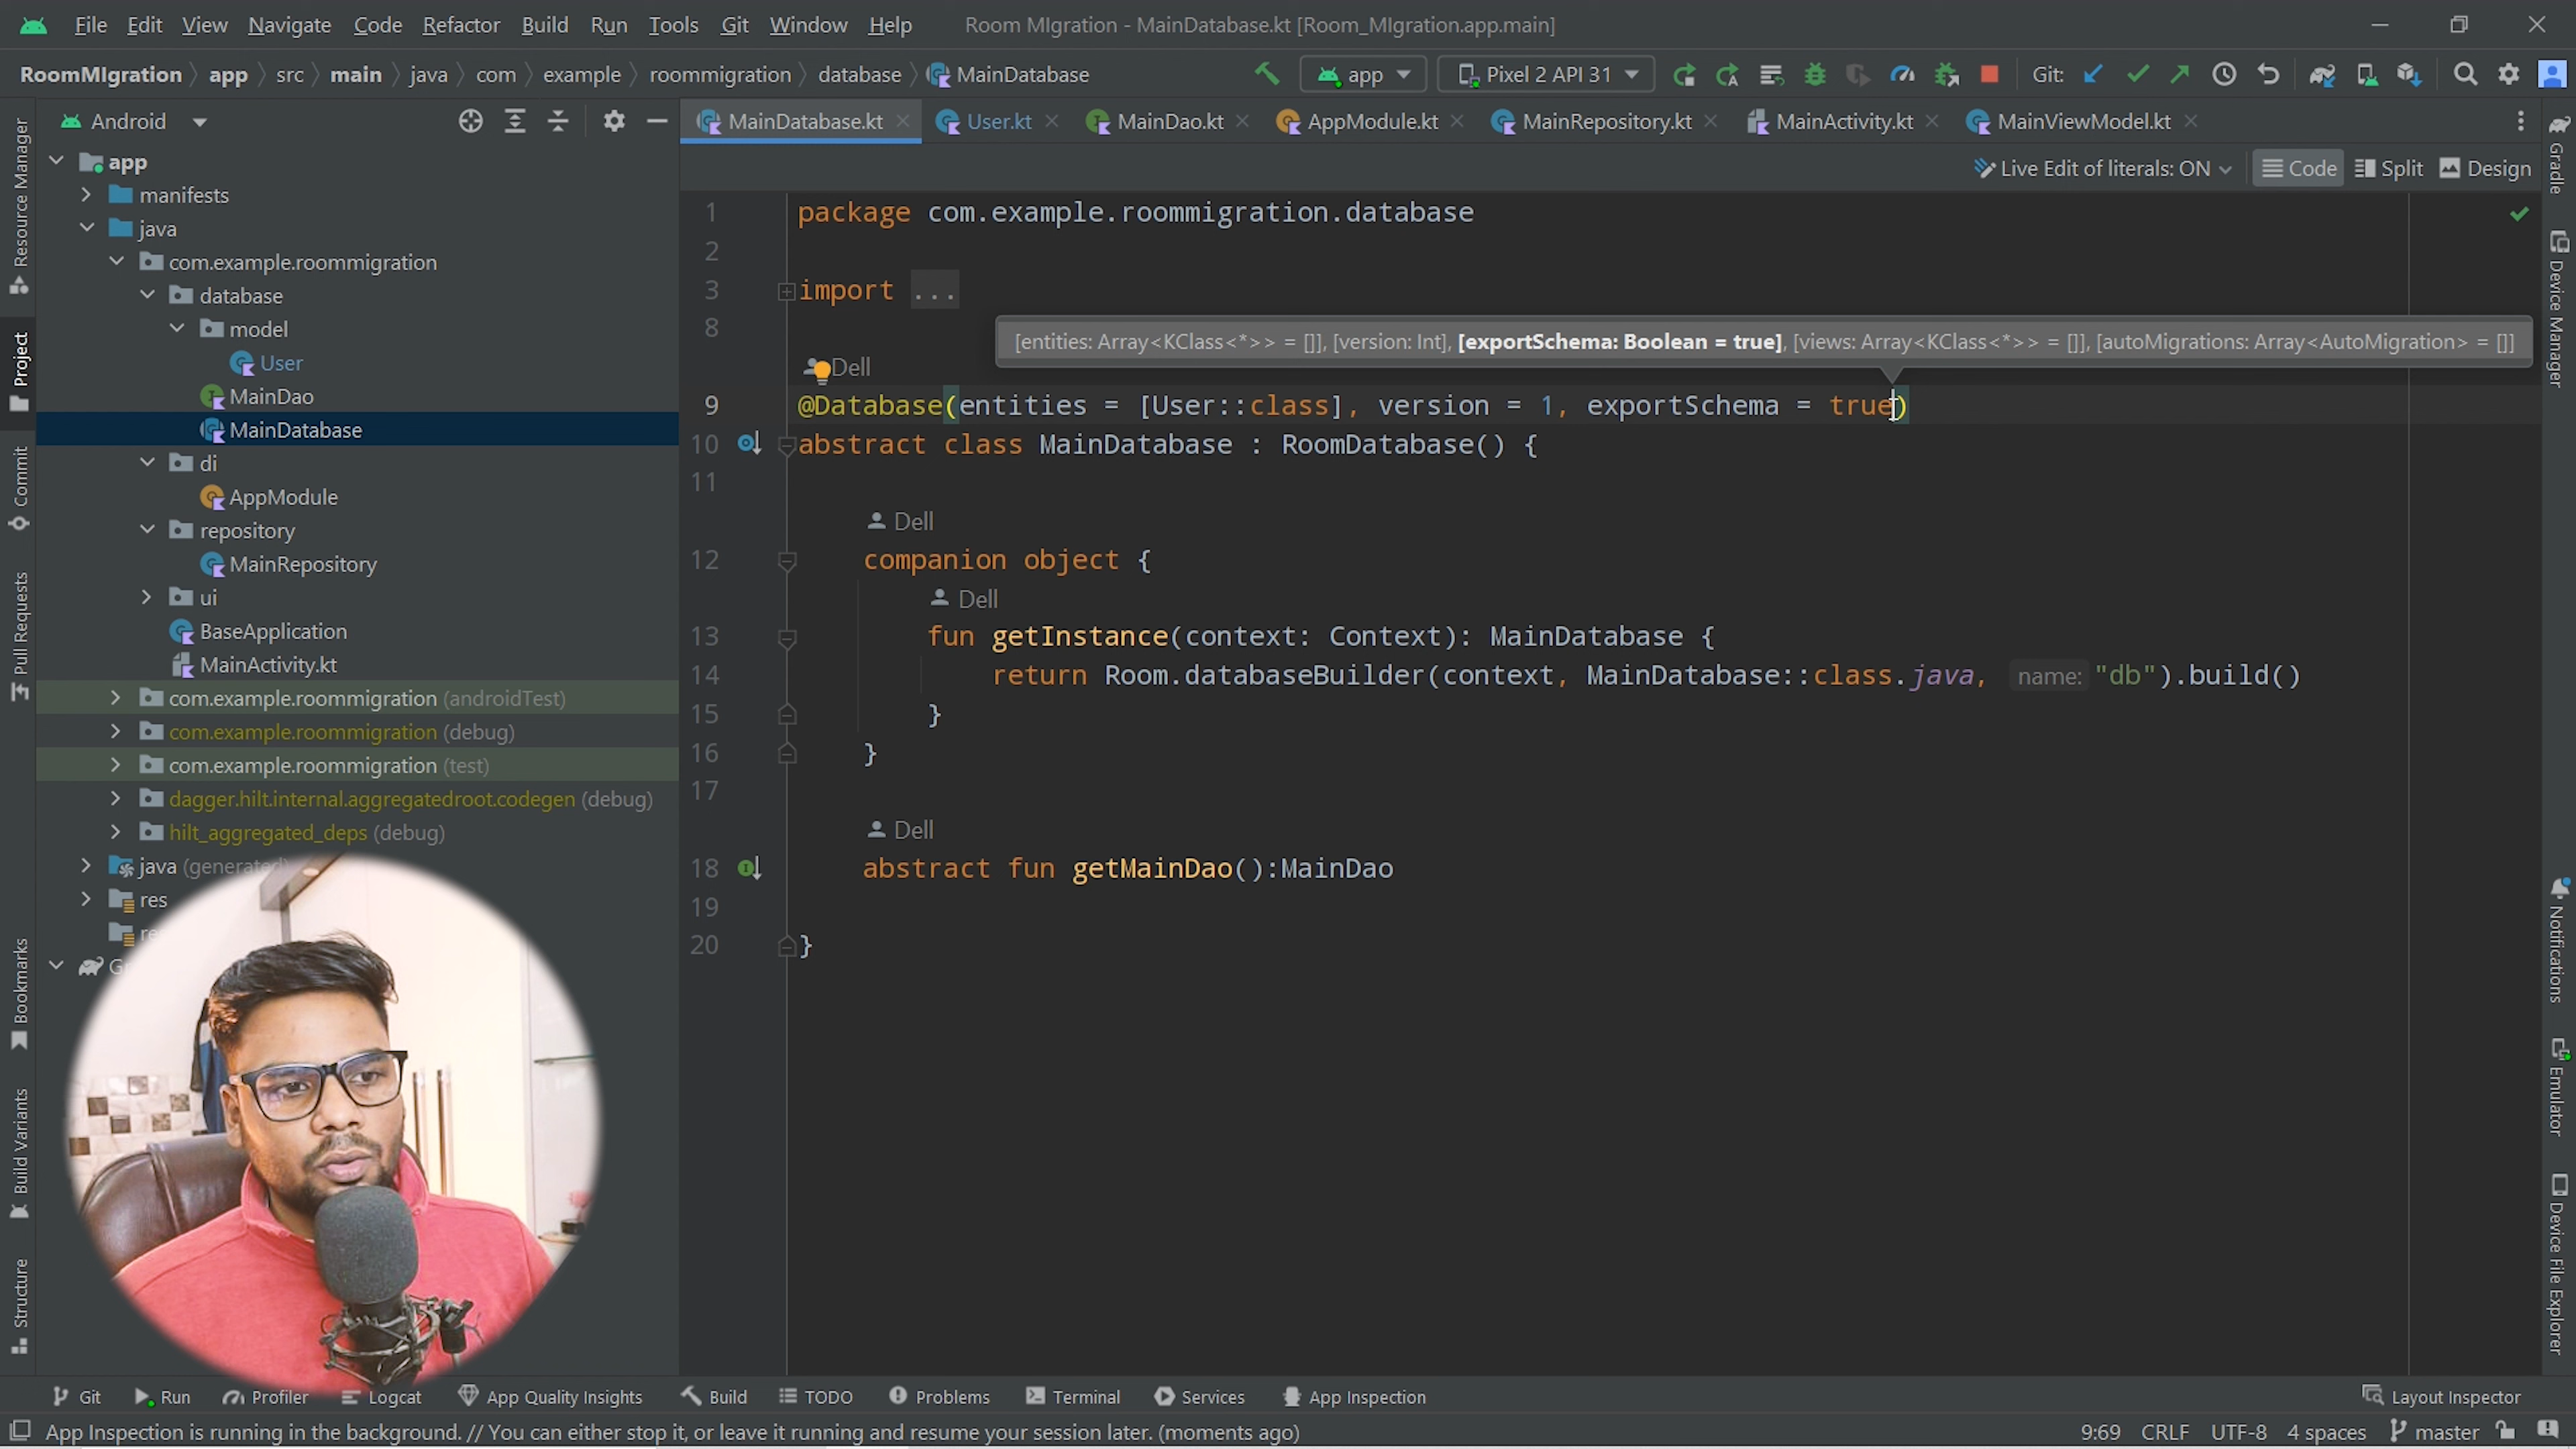 File Edit View Navigate Code Refactor Build Run Tools Git Window Help Room MIgration - MainDatabase.kt [Room_MIgration.app.main]
RoomMIgration app src main java com example roommigration database MainDatabase app Pixel 2 API 31 Git:
Android
MainDatabase.kt User.kt MainDao.kt AppModule.kt MainRepository.kt MainActivity.kt MainViewModel.kt
Live Edit of literals: ON Code Split Design
Resource Manager
Project
Commit
Pull Requests
Bookmarks
Build Variants
Structure
app
manifests
java
com.example.roommigration
database
model
User
MainDao
MainDatabase
di
AppModule
repository
MainRepository
ui
BaseApplication
MainActivity.kt
com.example.roommigration (androidTest)
com.example.roommigration (debug)
com.example.roommigration (test)
dagger.hilt.internal.aggregatedroot.codegen (debug)
hilt_aggregated_deps (debug)
java (generated)
res
1 package com.example.roommigration.database
2
3 import ...
8
[entities: Array<KClass<*>> = []], [version: Int], [exportSchema: Boolean = true], [views: Array<KClass<*>> = []], [autoMigrations: Array<AutoMigration> = []]
Dell
9 @Database(entities = [User::class], version = 1, exportSchema = true)
10 abstract class MainDatabase : RoomDatabase() {
11
Dell
12 companion object {
Dell
13 fun getInstance(context: Context): MainDatabase {
14 return Room.databaseBuilder(context, MainDatabase::class.java, name: "db").build()
15 }
16 }
17
Dell
18 abstract fun getMainDao():MainDao
19
20 }
Gradle
Device Manager
Notifications
Emulator
Device File Explorer
Git Run Profiler Logcat App Quality Insights Build TODO Problems Terminal Services App Inspection Layout Inspector
App Inspection is running in the background. // You can either stop it, or leave it running and resume your session later. (moments ago) 9:69 CRLF UTF-8 4 spaces master